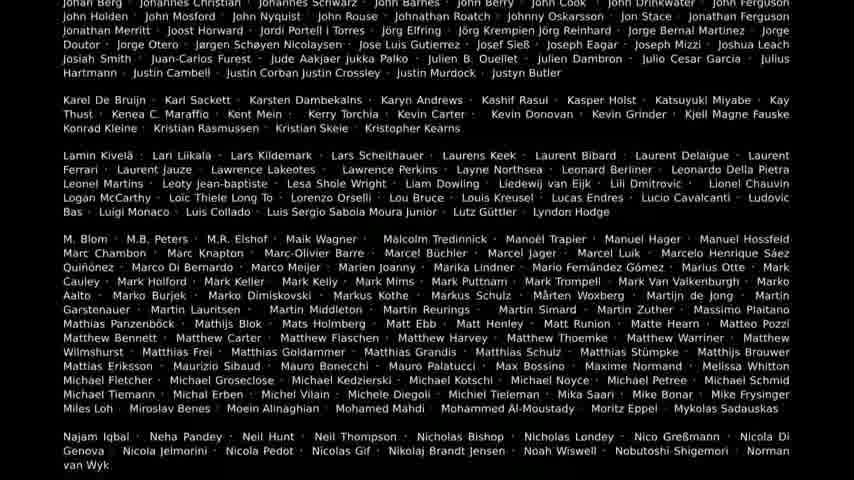 Johan Berg · Johannes Christian · Johannes Schwarz · John Barnes · John Berry · John Cook · John Drinkwater · John Ferguson
John Holden · John Mosford · John Nyquist · John Rouse · Johnathan Roatch · Johnny Oskarsson · Jon Stace · Jonathan Ferguson
Jonathan Merritt · Joost Horward · Jordi Portell i Torres · Jörg Elfring · Jörg Krempien Jörg Reinhard · Jorge Bernal Martinez · Jorge
Doutor · Jorge Otero · Jørgen Schøyen Nicolaysen · Jose Luis Gutierrez · Josef Sieß · Joseph Eagar · Joseph Mizzi · Joshua Leach
Josiah Smith · Juan-Carlos Furest · Jude Aakjaer Jukka Palko · Julien B. Ouellet · Julien Dambron · Julio Cesar Garcia · Julius
Hartmann · Justin Cambell · Justin Corban Justin Crossley · Justin Murdock · Justyn Butler
Karel De Bruijn · Karl Sackett · Karsten Dambekalns · Karyn Andrews · Kashif Rasul · Kasper Holst · Katsuyuki Miyabe · Kay
Thust · Kenea C. Maraffio · Kent Mein · Kerry Torchia · Kevin Carter · Kevin Donovan · Kevin Grinder · Kjell Magne Fauske
Konrad Kleine · Kristian Rasmussen · Kristian Skeie · Kristopher Kearns
Lamin Kivelä · Lari Liikala · Lars Kildemark · Lars Scheithauer · Laurens Keek · Laurent Bibard · Laurent Delaigue · Laurent
Ferrari · Laurent Jauze · Lawrence Lakeotes · Lawrence Perkins · Layne Northsea · Leonard Berliner · Leonardo Della Pietra
Leonel Martins · Leoty Jean-baptiste · Lesa Shole Wright · Liam Dowling · Liedewij van Eijk · Lili Dmitrovic · Lionel Chauvin
Logan McCarthy · Loïc Thiele Long To · Lorenzo Orselli · Lou Bruce · Louis Kreusel · Lucas Endres · Lucio Cavalcanti · Ludovic
Bas · Luigi Monaco · Luis Collado · Luis Sergio Saboia Moura Junior · Lutz Güttler · Lyndon Hodge
M. Blom · M.B. Peters · M.R. Elshof · Maik Wagner · Malcolm Tredinnick · Manoël Trapier · Manuel Hager · Manuel Hossfeld
Marc Chambon · Marc Knapton · Marc-Olivier Barre · Marcel Büchler · Marcel Jager · Marcel Luik · Marcelo Henrique Sáez
Quiñónez · Marco Di Bernardo · Marco Meijer · Marien Joanny · Marika Lindner · Mario Fernández Gómez · Marius Otte · Mark
Cauley · Mark Holford · Mark Keller · Mark Kelly · Mark Mims · Mark Puttnam · Mark Trompell · Mark Van Valkenburgh · Marko
Aalto · Marko Burjek · Marko Dimiskovski · Markus Kothe · Markus Schulz · Mårten Woxberg · Martijn de Jong · Martin
Garstenauer · Martin Lauritsen · Martin Middleton · Martin Reurings · Martin Simard · Martin Zuther · Massimo Plaitano
Mathias Panzenböck · Mathijs Blok · Mats Holmberg · Matt Ebb · Matt Henley · Matt Runion · Matte Hearn · Matteo Pozzi
Matthew Bennett · Matthew Carter · Matthew Flaschen · Matthew Harvey · Matthew Thoemke · Matthew Warriner · Matthew
Wilmshurst · Matthias Frei · Matthias Goldammer · Matthias Grandis · Matthias Schulz · Matthias Stümpke · Matthijs Brouwer
Mattias Eriksson · Maurizio Sibaud · Mauro Bonecchi · Mauro Palatucci · Max Bossino · Maxime Normand · Melissa Whitton
Michael Fletcher · Michael Groseclose · Michael Kedzierski · Michael Kotschi · Michael Noyce · Michael Petree · Michael Schmid
Michael Tiemann · Michal Erben · Michel Vilain · Michele Diegoli · Michiel Tieleman · Mika Saari · Mike Bonar · Mike Frysinger
Miles Loh · Miroslav Benes · Moein Alinaghian · Mohamed Mahdi · Mohammed Al-Moustady · Moritz Eppel · Mykolas Sadauskas
Najam Iqbal · Neha Pandey · Neil Hunt · Neil Thompson · Nicholas Bishop · Nicholas Londey · Nico Greßmann · Nicola Di
Genova · Nicola Jelmorini · Nicola Pedot · Nicolas Gif · Nikolaj Brandt Jensen · Noah Wiswell · Nobutoshi Shigemori · Norman
van Wyk